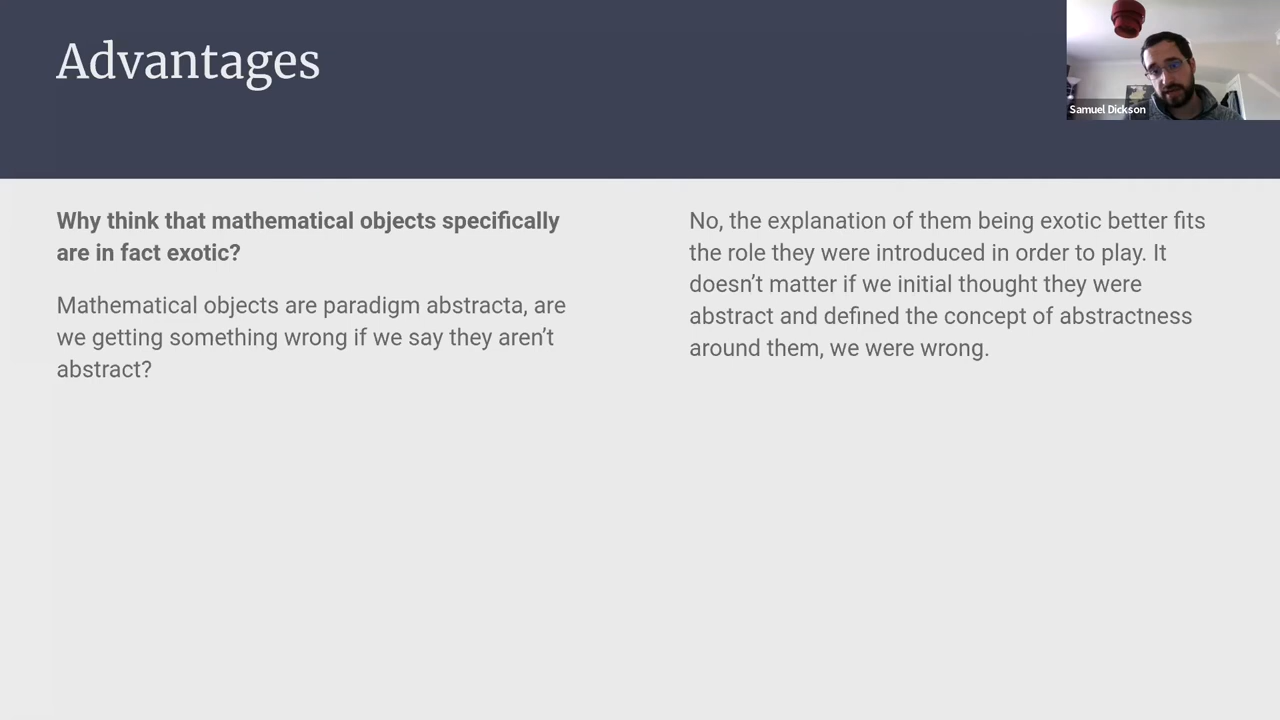 Advantages
Samuel Dickson
Why think that mathematical objects specifically
are in fact exotic?
Mathematical objects are paradigm abstracta, are
we getting something wrong if we say they aren’t
abstract?
No, the explanation of them being exotic better fits
the role they were introduced in order to play. It
doesn’t matter if we initial thought they were
abstract and defined the concept of abstractness
around them, we were wrong.